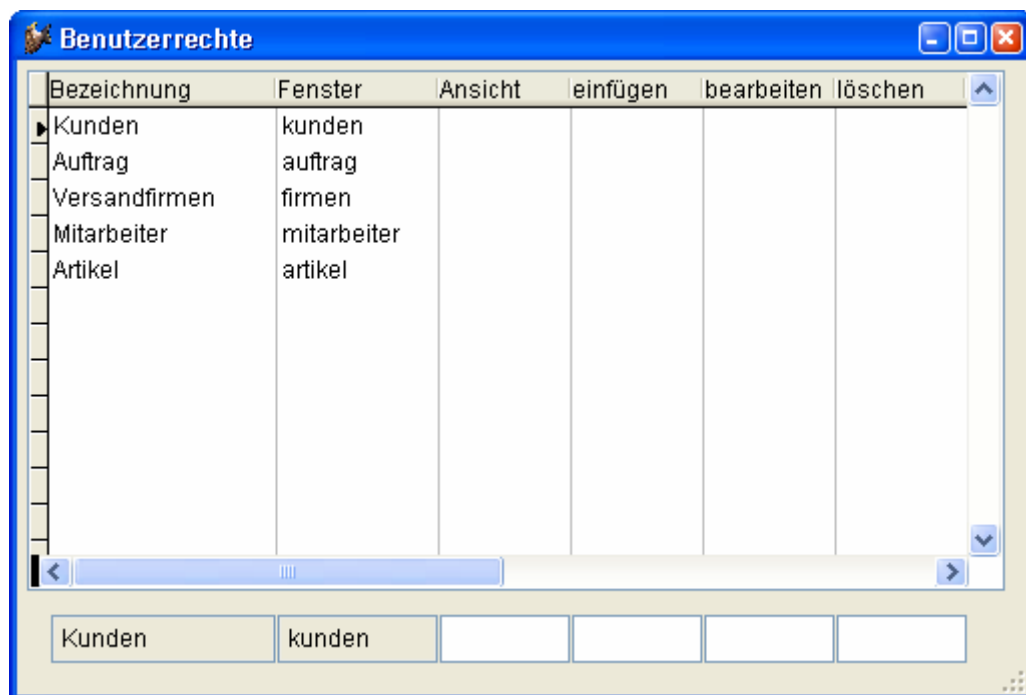 Benutzerrechte
Bezeichnung Fenster Ansicht einfügen bearbeiten löschen
Kunden kunden
Auftrag auftrag
Versandfirmen firmen
Mitarbeiter mitarbeiter
Artikel artikel
Kunden kunden